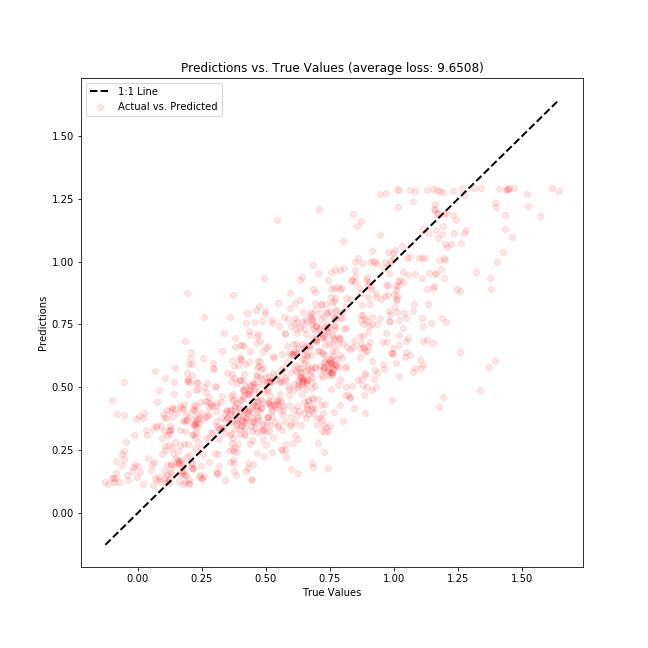 Predictions vs. True Values (average loss: 9.6508)
1:1 Line
Actual vs. Predicted
1.50
1.25
1.00
0.75
0.50
0.25
0.00
Predictions
0.00 0.25 0.50 0.75 1.00 1.25 1.50
True Values